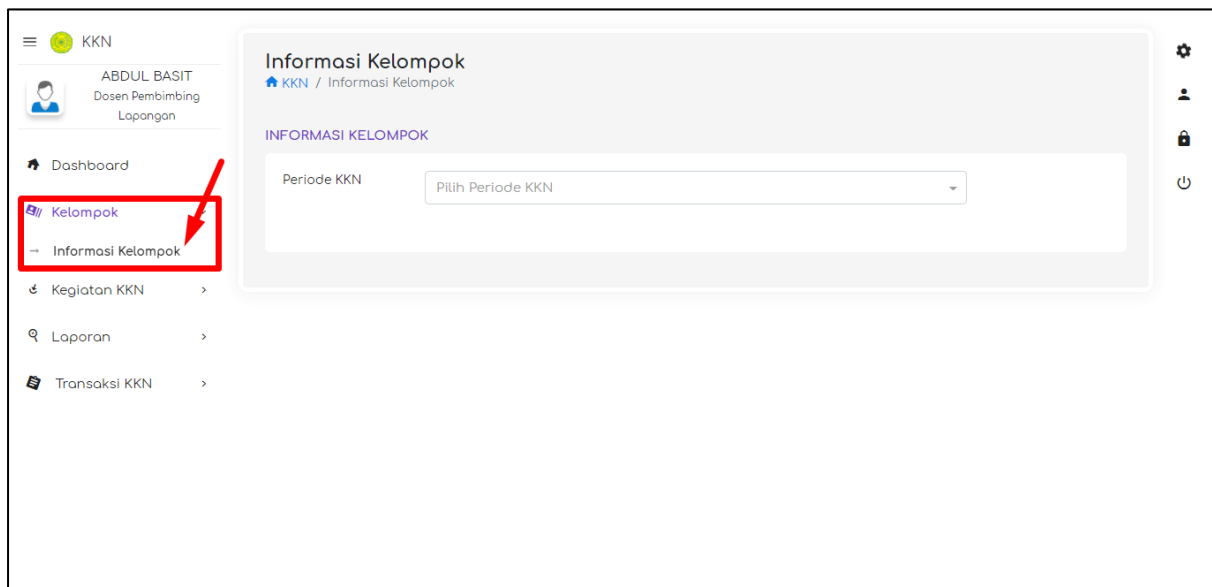 KKN
ABDUL BASIT
Dosen Pembimbing
Lapangan
Dashboard
Kelompok
Informasi Kelompok
Kegiatan KKN
Laporan
Transaksi KKN
Informasi Kelompok
KKN / Informasi Kelompok
INFORMASI KELOMPOK
Periode KKN
Pilih Periode KKN